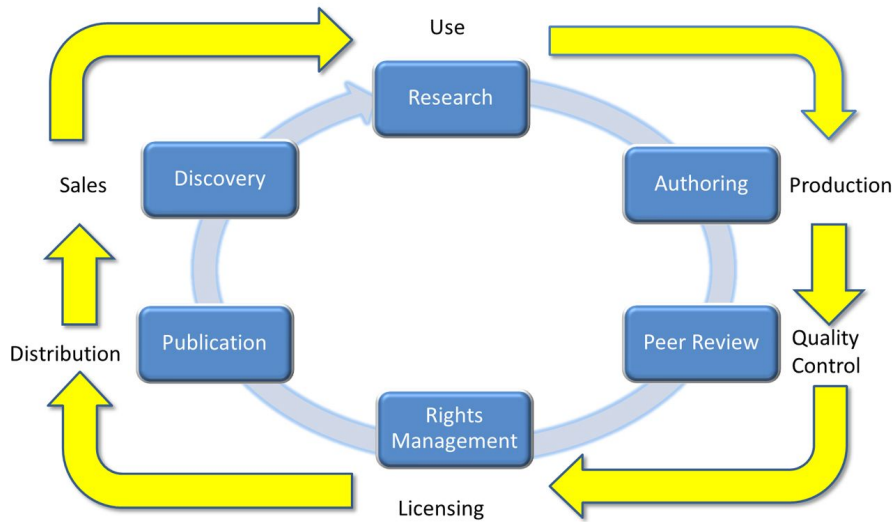 Use
Research
Discovery
Authoring
Sales
Production
Publication
Peer Review
Distribution
Quality
Control
Rights
Management
Licensing